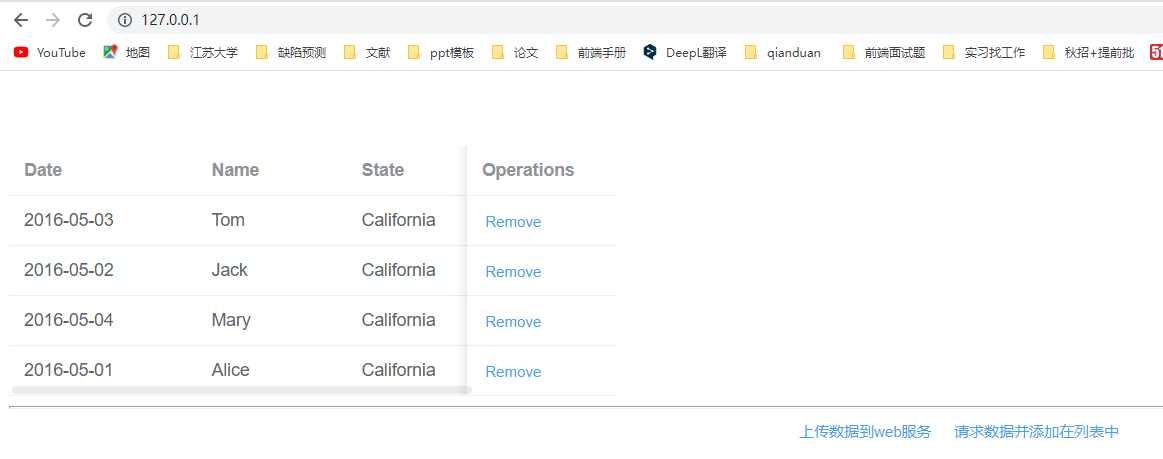 127.0.0.1
YouTube 地图 江苏大学 缺陷预测 文献 ppt模板 论文 前端手册 DeepL翻译 qianduan 前端面试题 实习找工作 秋招+提前批 51
Date Name State Operations
2016-05-03 Tom California Remove
2016-05-02 Jack California Remove
2016-05-04 Mary California Remove
2016-05-01 Alice California Remove
上传数据到web服务 请求数据并添加在列表中